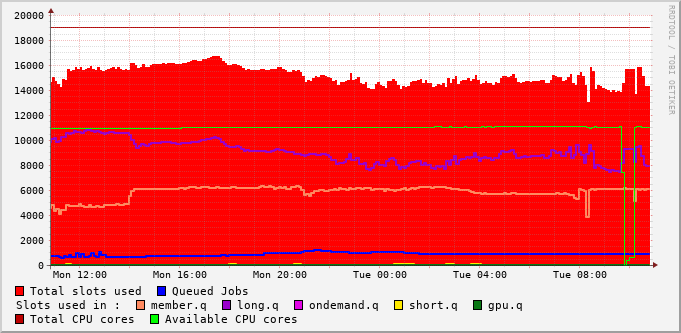 20000
18000
16000
14000
12000
10000
8000
6000
4000
2000
0
Mon 12:00 Mon 16:00 Mon 20:00 Tue 00:00 Tue 04:00 Tue 08:00
RRDTOOL / TOBI OETIKER
Total slots used Queued Jobs
Slots used in : member.q long.q ondemand.q short.q gpu.q
Total CPU cores Available CPU cores